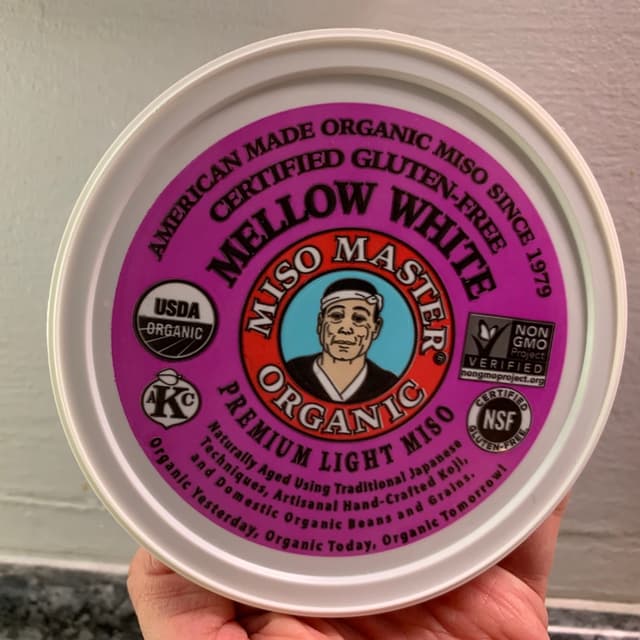 AMERICAN MADE ORGANIC MISO SINCE 1979
CERTIFIED GLUTEN-FREE
MELLOW WHITE
MISO MASTER®
ORGANIC
USDA
ORGANIC
NON
GMO
Project
VERIFIED
nongmoproject.org
AKC
CERTIFIED
NSF
GLUTEN-FREE
PREMIUM LIGHT MISO
Naturally Aged Using Traditional Japanese
Techniques, Artisanal Hand-Crafted Koji,
and Domestic Organic Beans and Grains.
Organic Yesterday, Organic Today, Organic Tomorrow!